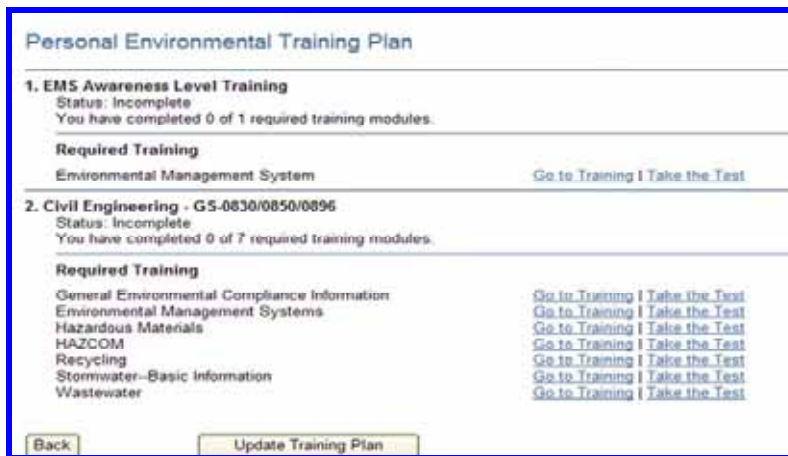 Personal Environmental Training Plan
1. EMS Awareness Level Training
Status: Incomplete
You have completed 0 of 1 required training modules.
Required Training
Environmental Management System Go to Training | Take the Test
2. Civil Engineering - GS-0830/0850/0896
Status: Incomplete
You have completed 0 of 7 required training modules.
Required Training
General Environmental Compliance Information Go to Training | Take the Test
Environmental Management Systems Go to Training | Take the Test
Hazardous Materials Go to Training | Take the Test
HAZCOM Go to Training | Take the Test
Recycling Go to Training | Take the Test
Stormwater--Basic Information Go to Training | Take the Test
Wastewater Go to Training | Take the Test
Back Update Training Plan